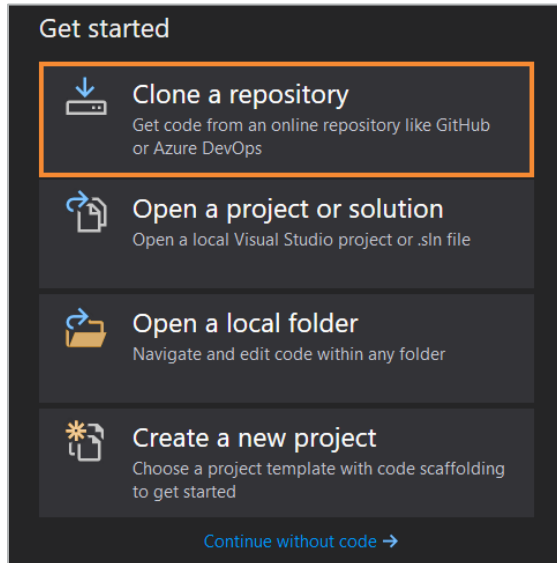 Get started
Clone a repository
Get code from an online repository like GitHub
or Azure DevOps
Open a project or solution
Open a local Visual Studio project or .sln file
Open a local folder
Navigate and edit code within any folder
Create a new project
Choose a project template with code scaffolding
to get started
Continue without code →